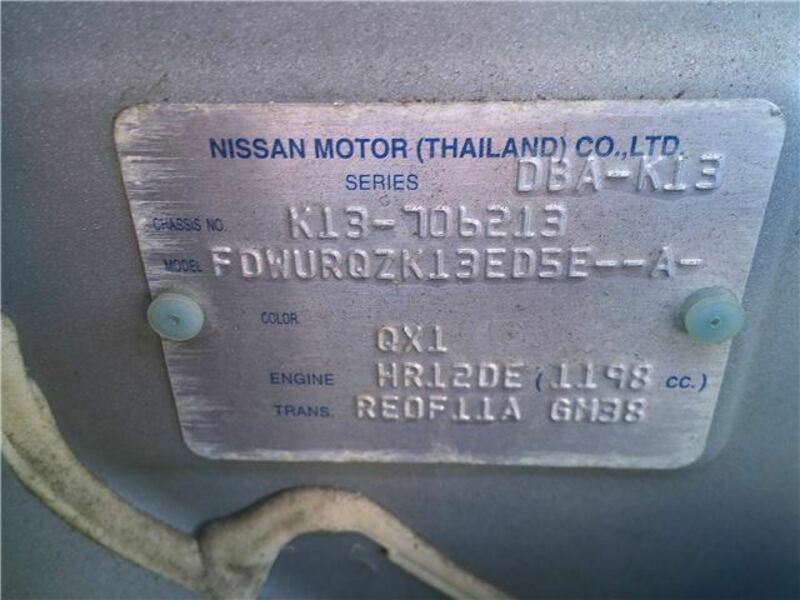 NISSAN MOTOR (THAILAND) CO.,LTD.
SERIES DBA-K13
CHASSIS NO. K13-706213
MODEL FDWURQZK13EDSE--A-
COLOR QX1
ENGINE HR12DE (1198 CC.)
TRANS. RE0F11A GM38